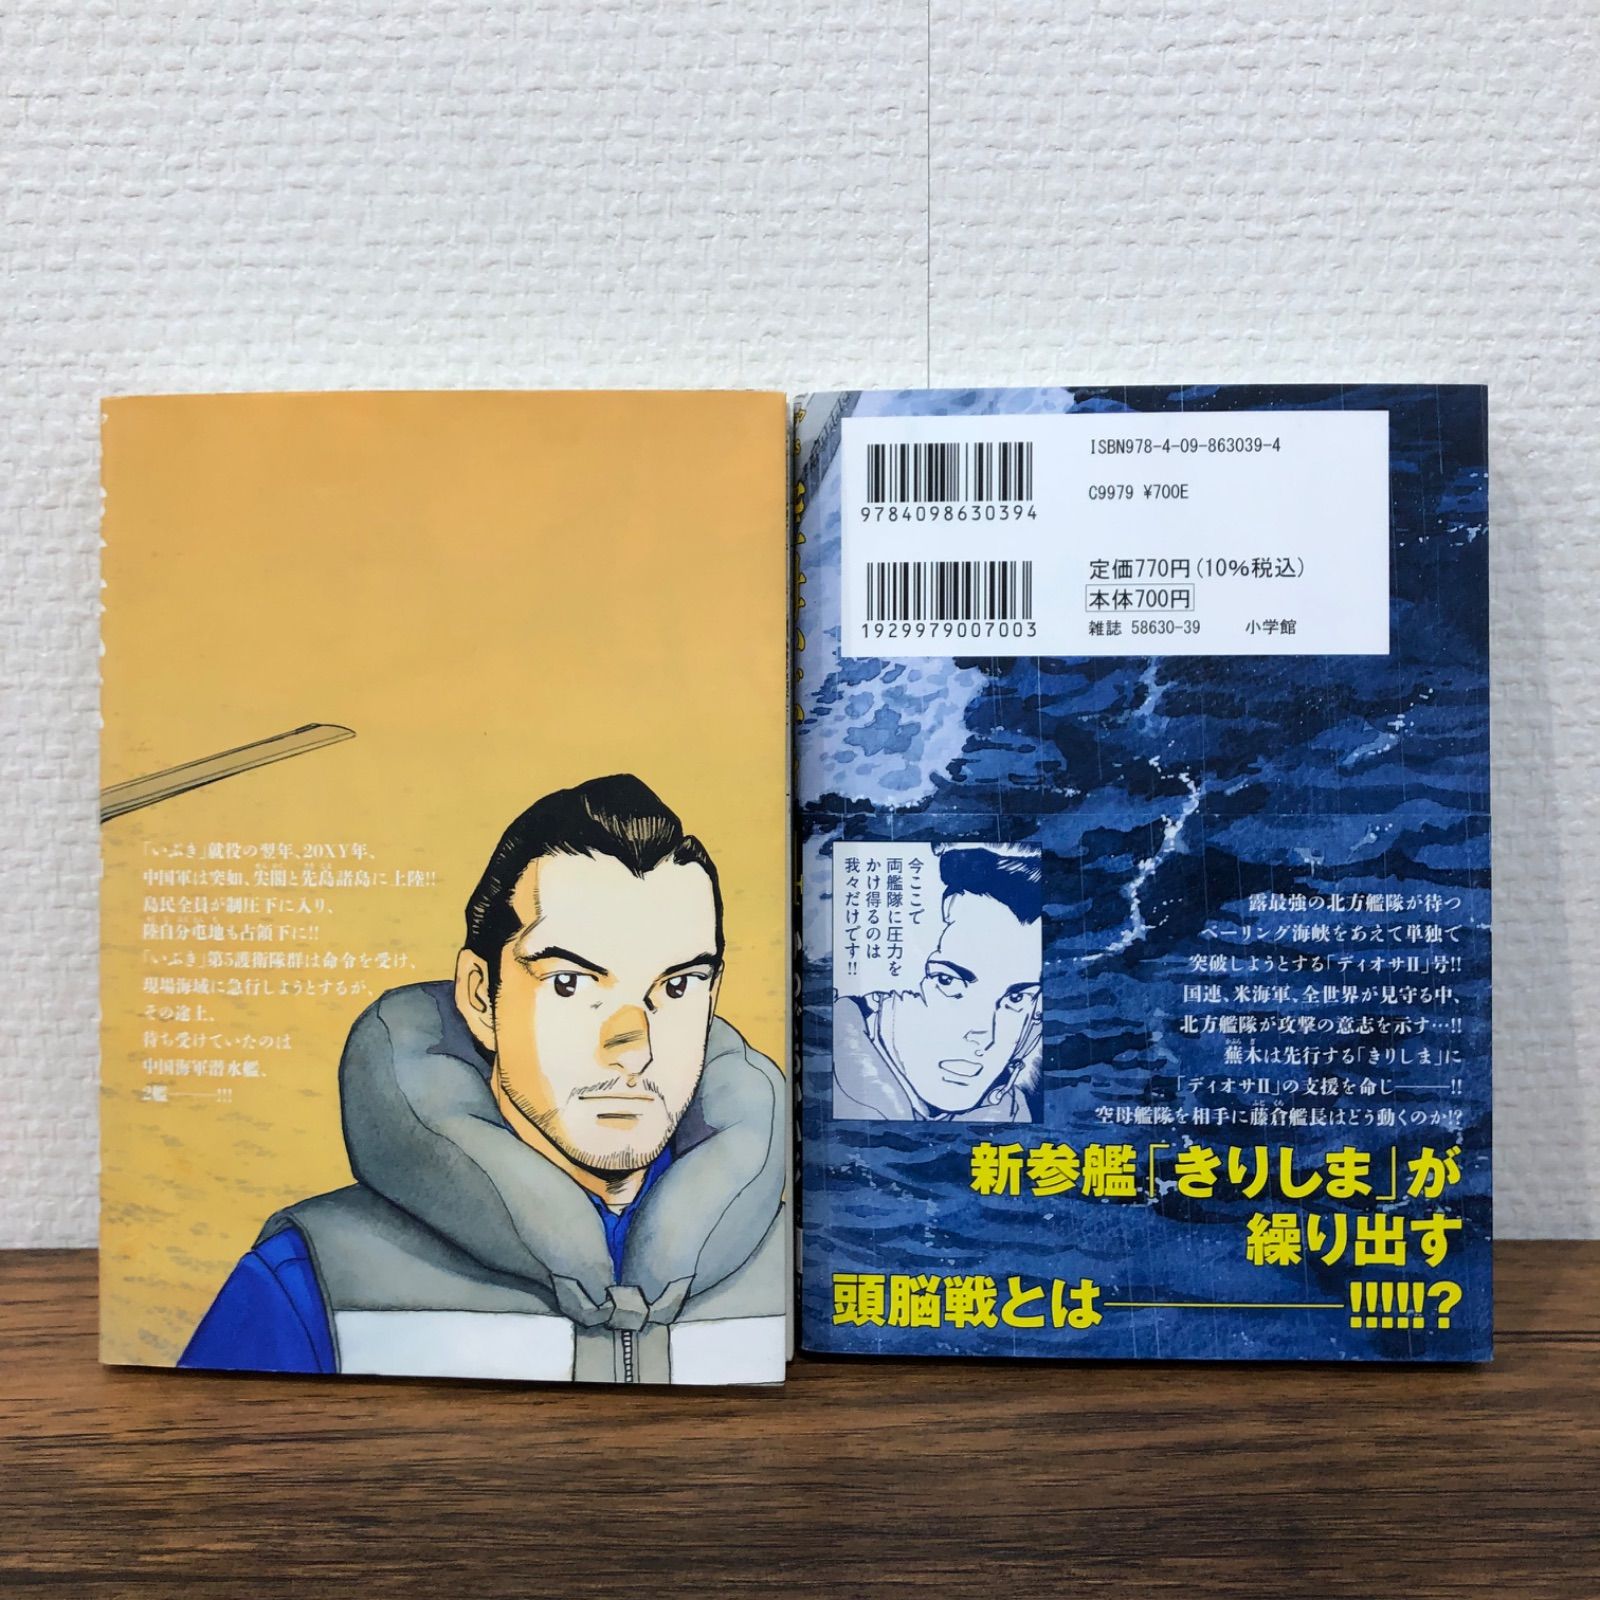 「いぶき」就役の翌年、20XY年、
中国軍は突如、尖閣と先島諸島に上陸!!
島民全員が制圧下に入り、
陸自分屯地も占領下に!!
「いぶき」第5護衛隊群は命令を受け、
現場海域に急行しようとするが、
その途上、
待ち受けていたのは
中国海軍潜水艦、
2艦――!!!
ISBN978-4-09-863039-4
C9979 ¥700E
9784098630394
定価770円(10%税込)
本体700円
1929979007003
雑誌 58630-39
小学館
今ここで
両艦隊に圧力を
かけ得るのは
我々だけです!!
露最強の北方艦隊が待つ
ベーリング海峡をあえて単独で
突破しようとする「ディオサⅡ」号!!
国連、米海軍、全世界が見守る中、
北方艦隊が攻撃の意志を示す…!!
蕪木は先行する「きりしま」に
「ディオサⅡ」の支援を命じ――!!
空母艦隊を相手に藤倉艦長はどう動くのか!?
新参艦「きりしま」が
繰り出す
頭脳戦とは――!!!!!?